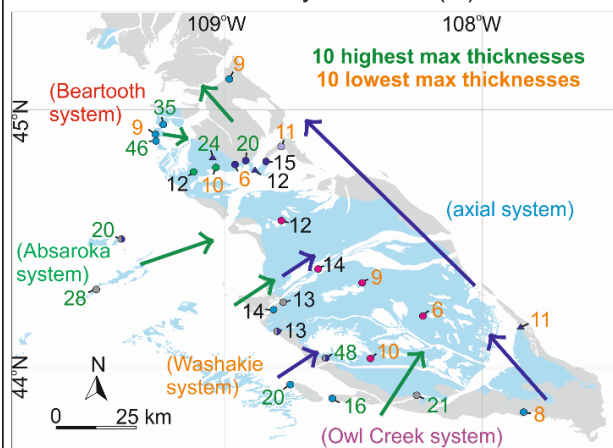 109°W 108°W
10 highest max thicknesses
10 lowest max thicknesses
45°N
44°N
(Beartooth
system)
(Absaroka
system)
(Washakie
system)
(axial system)
(Owl Creek system)
9
35
9
46
24
20
11
15
12
10
6
12
20
28
12
14
9
13
14
13
6
11
48
10
20
16
21
8
N
0 25 km